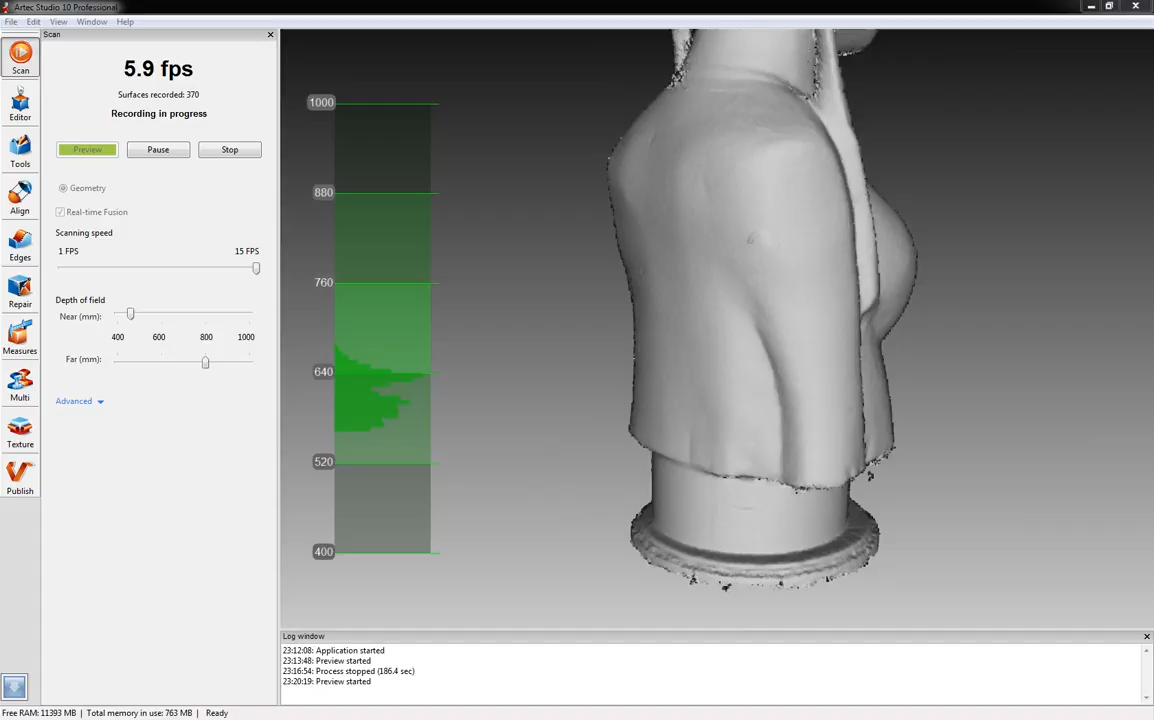 Artec Studio 10 Professional
File Edit View Window Help
Scan
Scan
Editor
Tools
Align
Edges
Repair
Measures
Multi
Texture
Publish
5.9 fps
Surfaces recorded: 370
Recording in progress
Preview Pause Stop
Geometry
Real-time Fusion
Scanning speed
1 FPS 15 FPS
Depth of field
Near (mm):
400 600 800 1000
Far (mm):
Advanced
1000
880
760
640
520
400
Log window
23:12:08: Application started
23:13:48: Preview started
23:16:54: Process stopped (186.4 sec)
23:20:19: Preview started
Free RAM: 11393 MB | Total memory in use: 763 MB | Ready